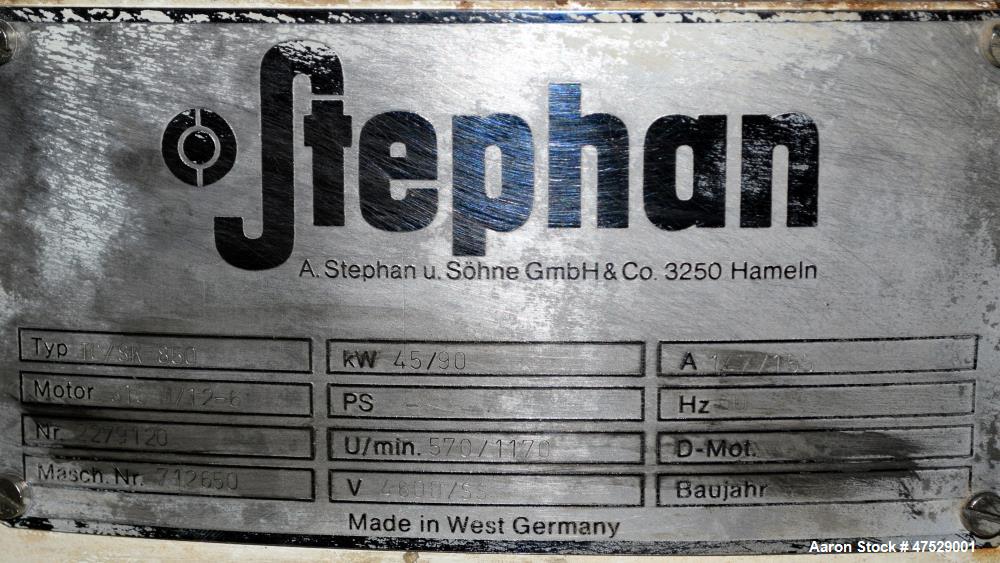 Stephan
A. Stephan u. Söhne GmbH & Co. 3250 Hameln
Typ 850
kW 45/90
A
Motor
PS
Hz
Nr.
U/min. 570/1170
D-Mot.
Masch. Nr. 712650
V
Baujahr
Made in West Germany
Aaron Stock # 47529001